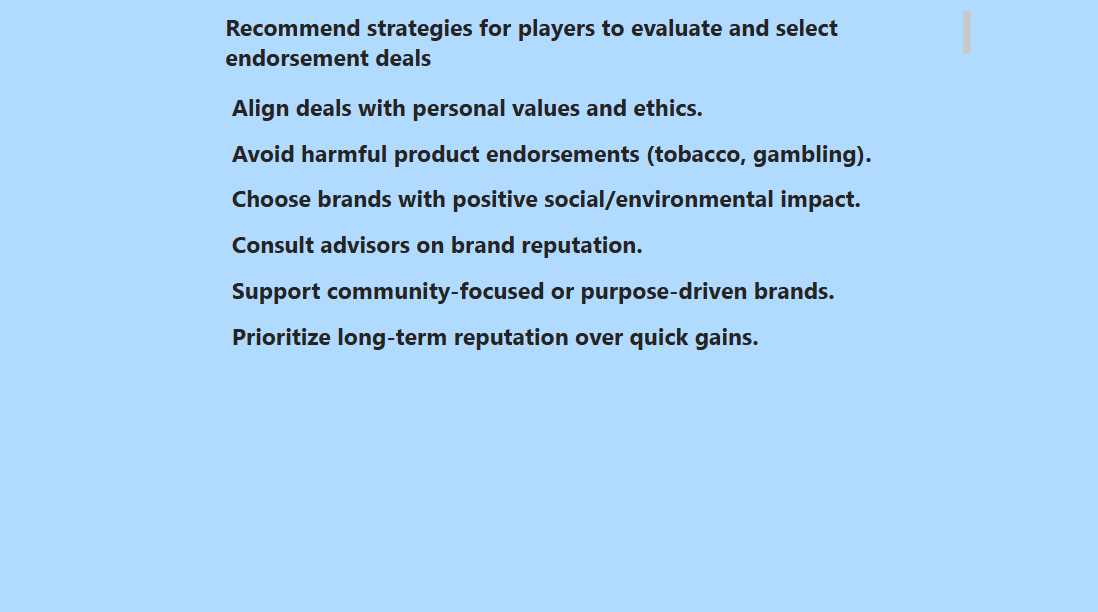 Recommend strategies for players to evaluate and select
endorsement deals
Align deals with personal values and ethics.
Avoid harmful product endorsements (tobacco, gambling).
Choose brands with positive social/environmental impact.
Consult advisors on brand reputation.
Support community-focused or purpose-driven brands.
Prioritize long-term reputation over quick gains.